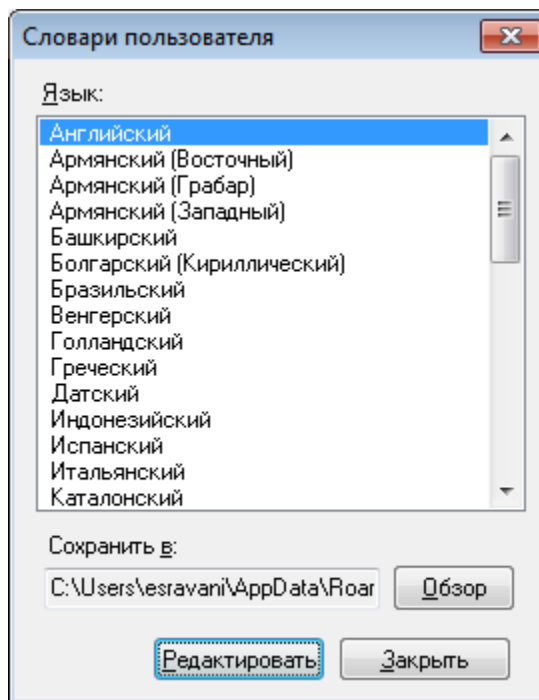 Словари пользователя
Язык:
Английский
Армянский (Восточный)
Армянский (Грабар)
Армянский (Западный)
Башкирский
Болгарский (Кириллический)
Бразильский
Венгерский
Голландский
Греческий
Датский
Индонезийский
Испанский
Итальянский
Каталонский
Сохранить в:
C:\Users\esravani\AppData\Roar
Обзор
Редактировать
Закрыть